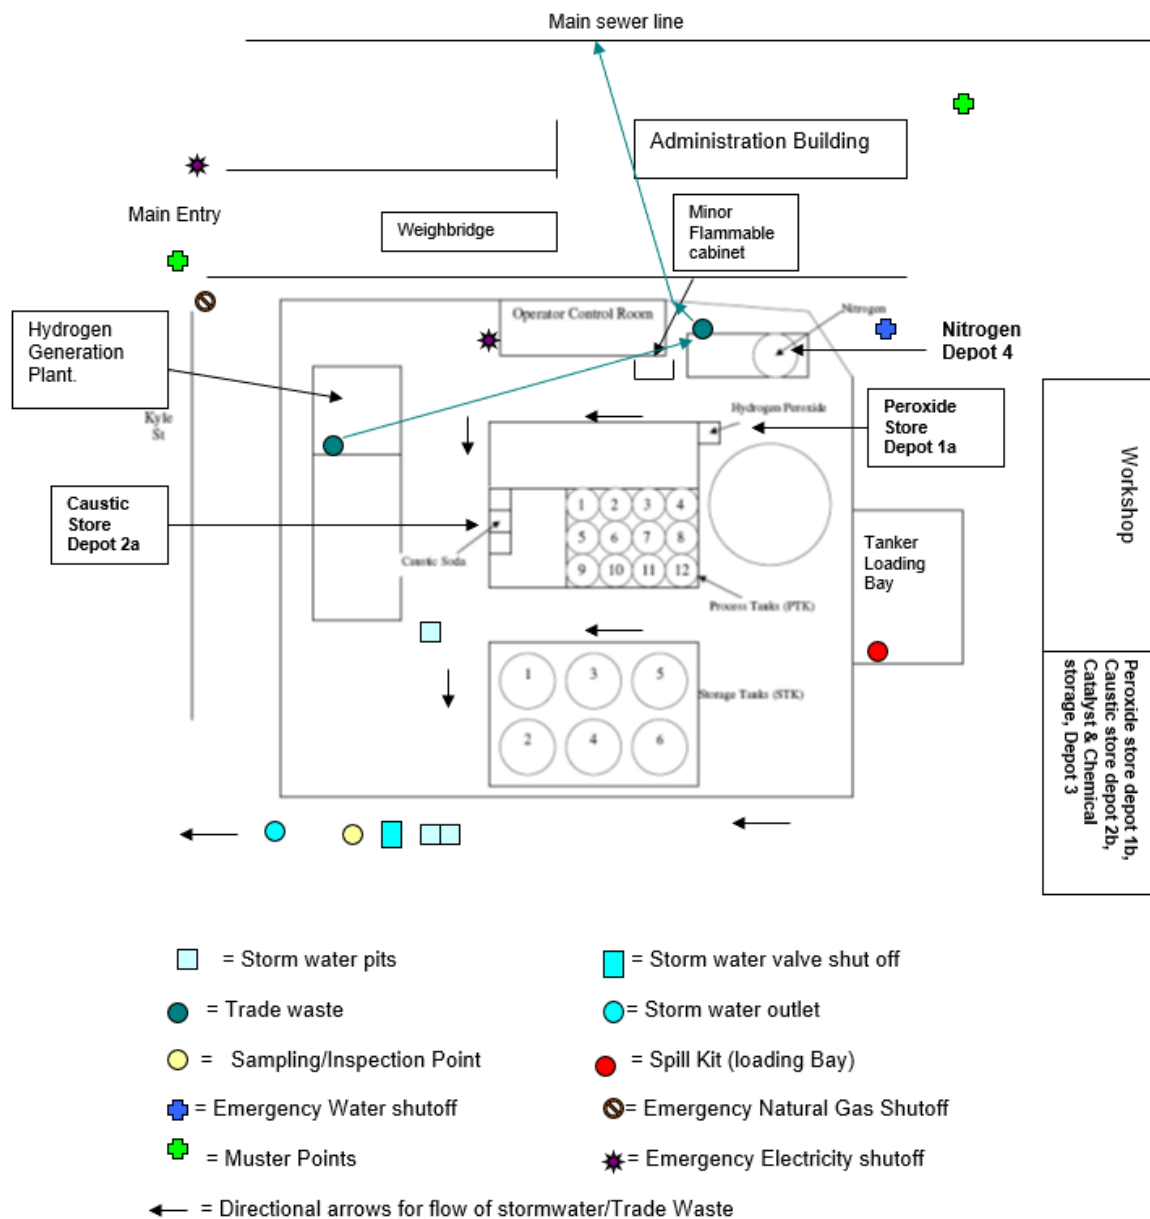 Main sewer line
Administration Building
Main Entry
Weighbridge
Minor
Flammable
cabinet
Hydrogen
Generation
Plant.
Operator Control Room
Nitrogen
Nitrogen
Depot 4
Kyle
St
Hydrogen Peroxide
Peroxide
Store
Depot 1a
Workshop
Caustic
Store
Depot 2a
Caustic Soda
1 2 3 4
5 6 7 8
9 10 11 12
Process Tanks (PTK)
Tanker
Loading
Bay
1 3 5
2 4 6
Storage Tanks (STK)
Peroxide store depot 1b,
Caustic store depot 2b,
Catalyst & Chemical
storage, Depot 3
= Storm water pits
= Storm water valve shut off
= Trade waste
= Storm water outlet
= Sampling/Inspection Point
= Spill Kit (loading Bay)
= Emergency Water shutoff
= Emergency Natural Gas Shutoff
= Muster Points
= Emergency Electricity shutoff
= Directional arrows for flow of stormwater/Trade Waste